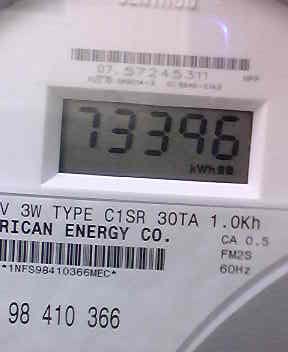 07.57245311
73396
kWh
V 3W TYPE C1SR 30TA 1.0Kh
RICAN ENERGY CO.
CA 0.5
FM2S
60Hz
*1NFS98410366MEC*
98 410 366